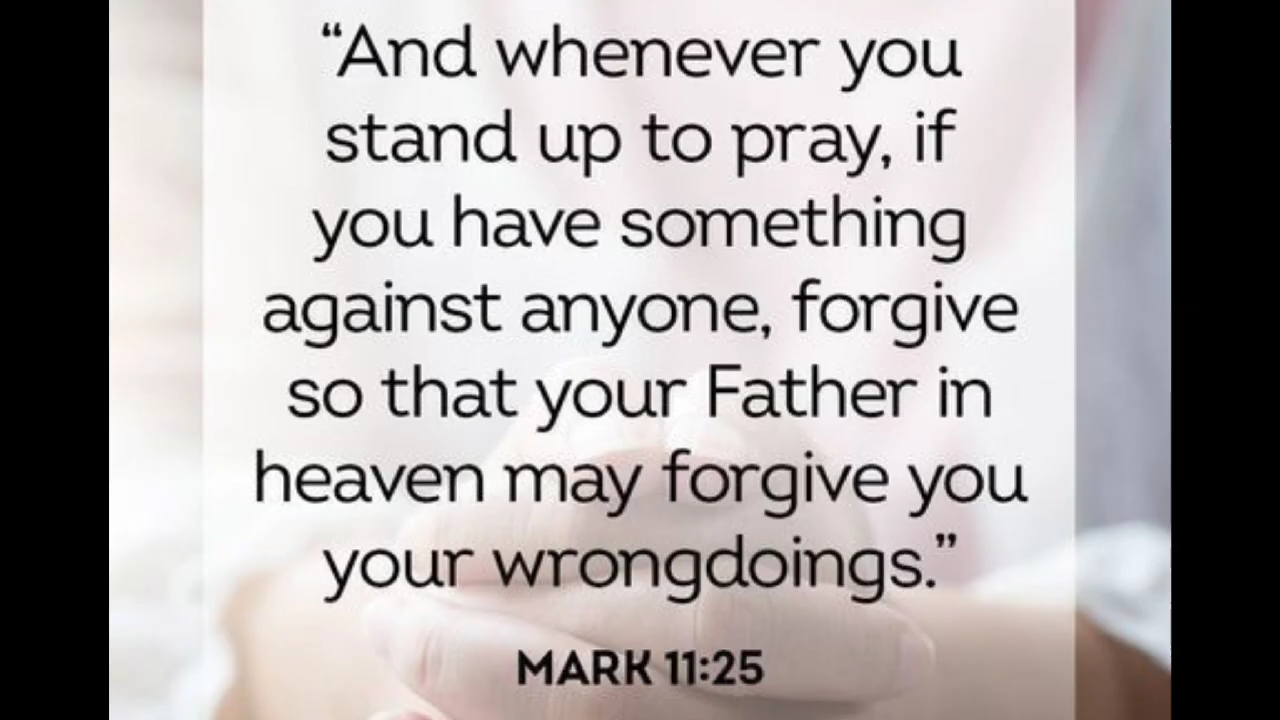 “And whenever you
stand up to pray, if
you have something
against anyone, forgive
so that your Father in
heaven may forgive you
your wrongdoings.”
MARK 11:25